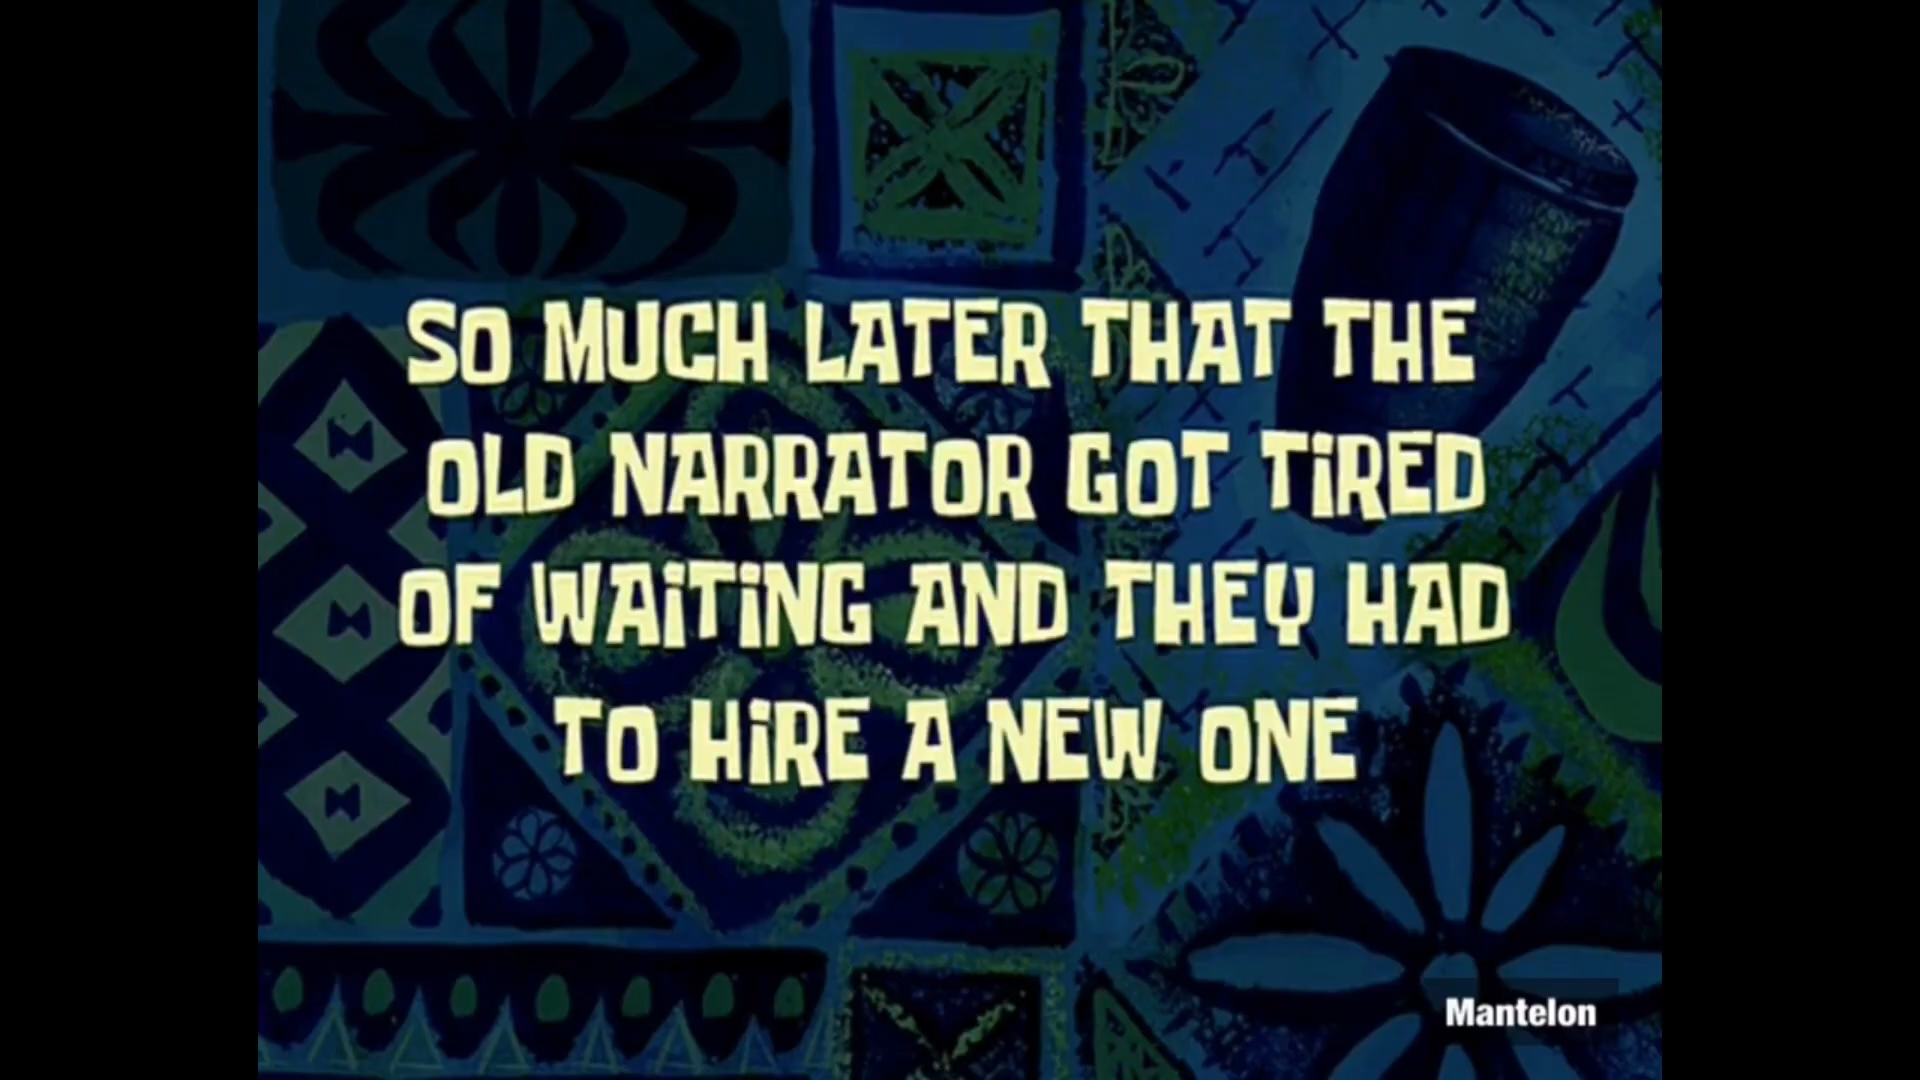 SO MUCH LATER THAT THE
OLD NARRATOR GOT TiRED
OF WAiTiNG AND THEY HAD
TO HiRE A NEW ONE
Mantelon